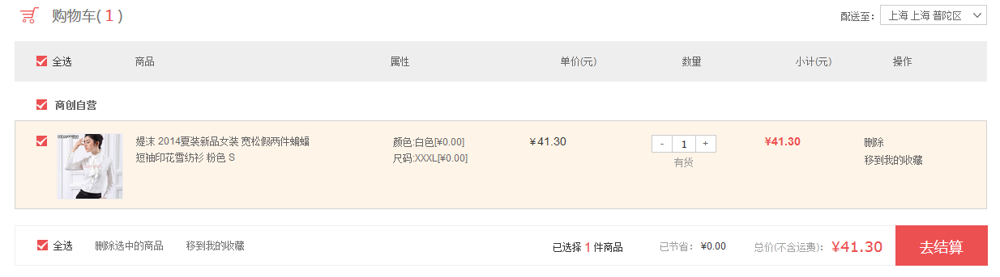 购物车(1)
配送至：上海 上海 普陀区
全选 商品 属性 单价(元) 数量 小计(元) 操作
商创自营
媞沫 2014夏装新品女装 宽松假两件蝙蝠 颜色:白色[¥0.00] ¥41.30 - 1 + ¥41.30 删除
短袖印花雪纺衫 粉色 S 尺码:XXXL[¥0.00] 有货 移到我的收藏
全选 删除选中的商品 移到我的收藏 已选择 1 件商品 已节省：¥0.00 总价(不含运费)：¥41.30 去结算